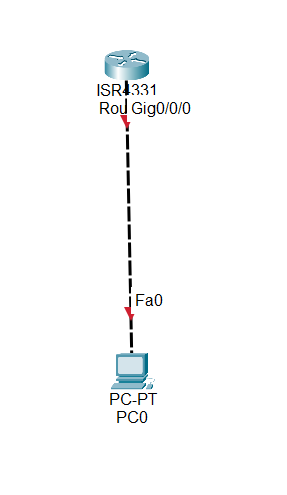 ISR4331
Rou Gig0/0/0
Fa0
PC-PT
PC0